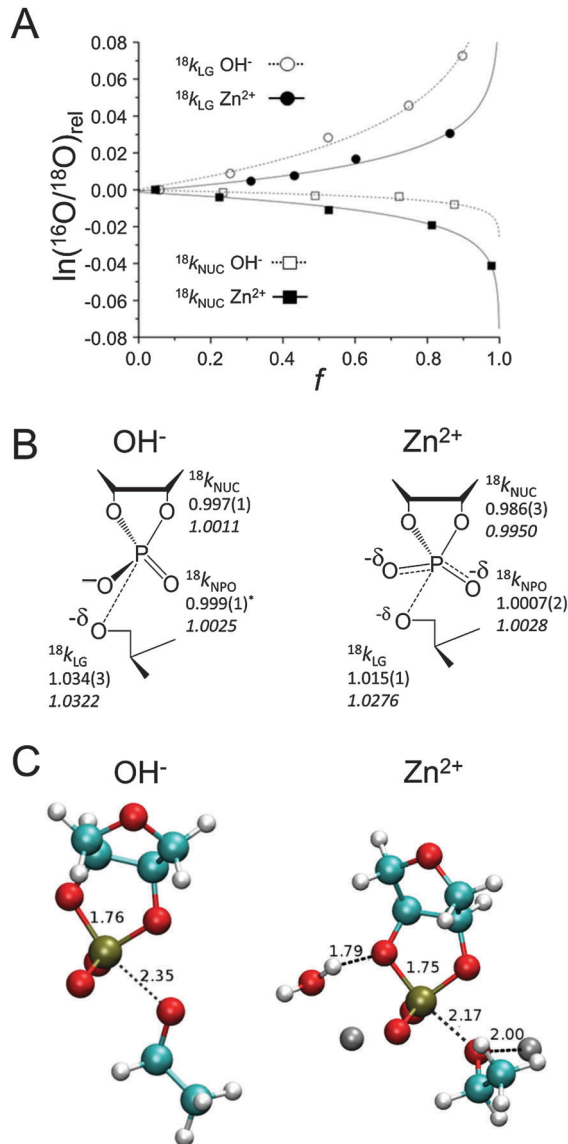 A
ln(¹⁶O/¹⁸O)rel
0.08
0.06
0.04
0.02
0.00
-0.02
-0.04
-0.06
-0.08
¹⁸kLG OH-
¹⁸kLG Zn²⁺
¹⁸kNUC OH-
¹⁸kNUC Zn²⁺
0.0 0.2 0.4 0.6 0.8 1.0
f
B
OH-
¹⁸kNUC
0.997(1)
1.0011
O O
P
–O O
¹⁸kNPO
0.999(1)*
1.0025
-δ
O
¹⁸kLG
1.034(3)
1.0322
Zn²⁺
¹⁸kNUC
0.986(3)
0.9950
O O
-δ
O P -δ
O
¹⁸kNPO
1.0007(2)
1.0028
-δ
O
¹⁸kLG
1.015(1)
1.0276
C
OH-
1.76
2.35
Zn²⁺
1.79
1.75
2.17
2.00